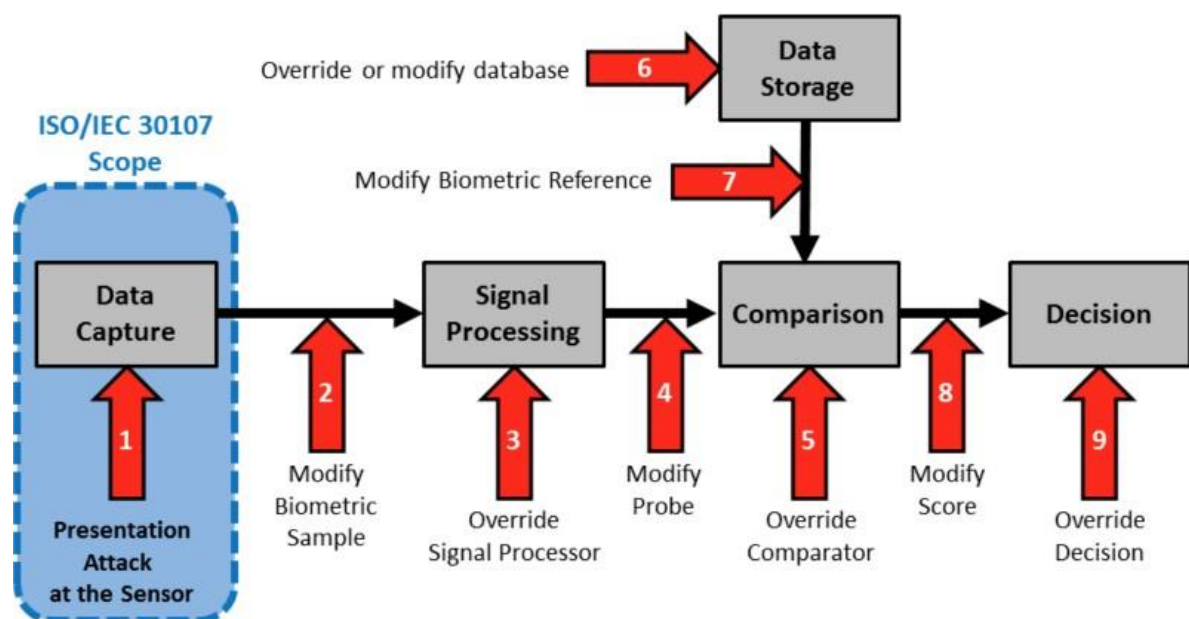 Override or modify database
6
Data
Storage
ISO/IEC 30107
Scope
Modify Biometric Reference
7
Data
Capture
Signal
Processing
Comparison
Decision
1
2
3
4
5
8
9
Presentation
Attack
at the Sensor
Modify
Biometric
Sample
Override
Signal Processor
Modify
Probe
Override
Comparator
Modify
Score
Override
Decision